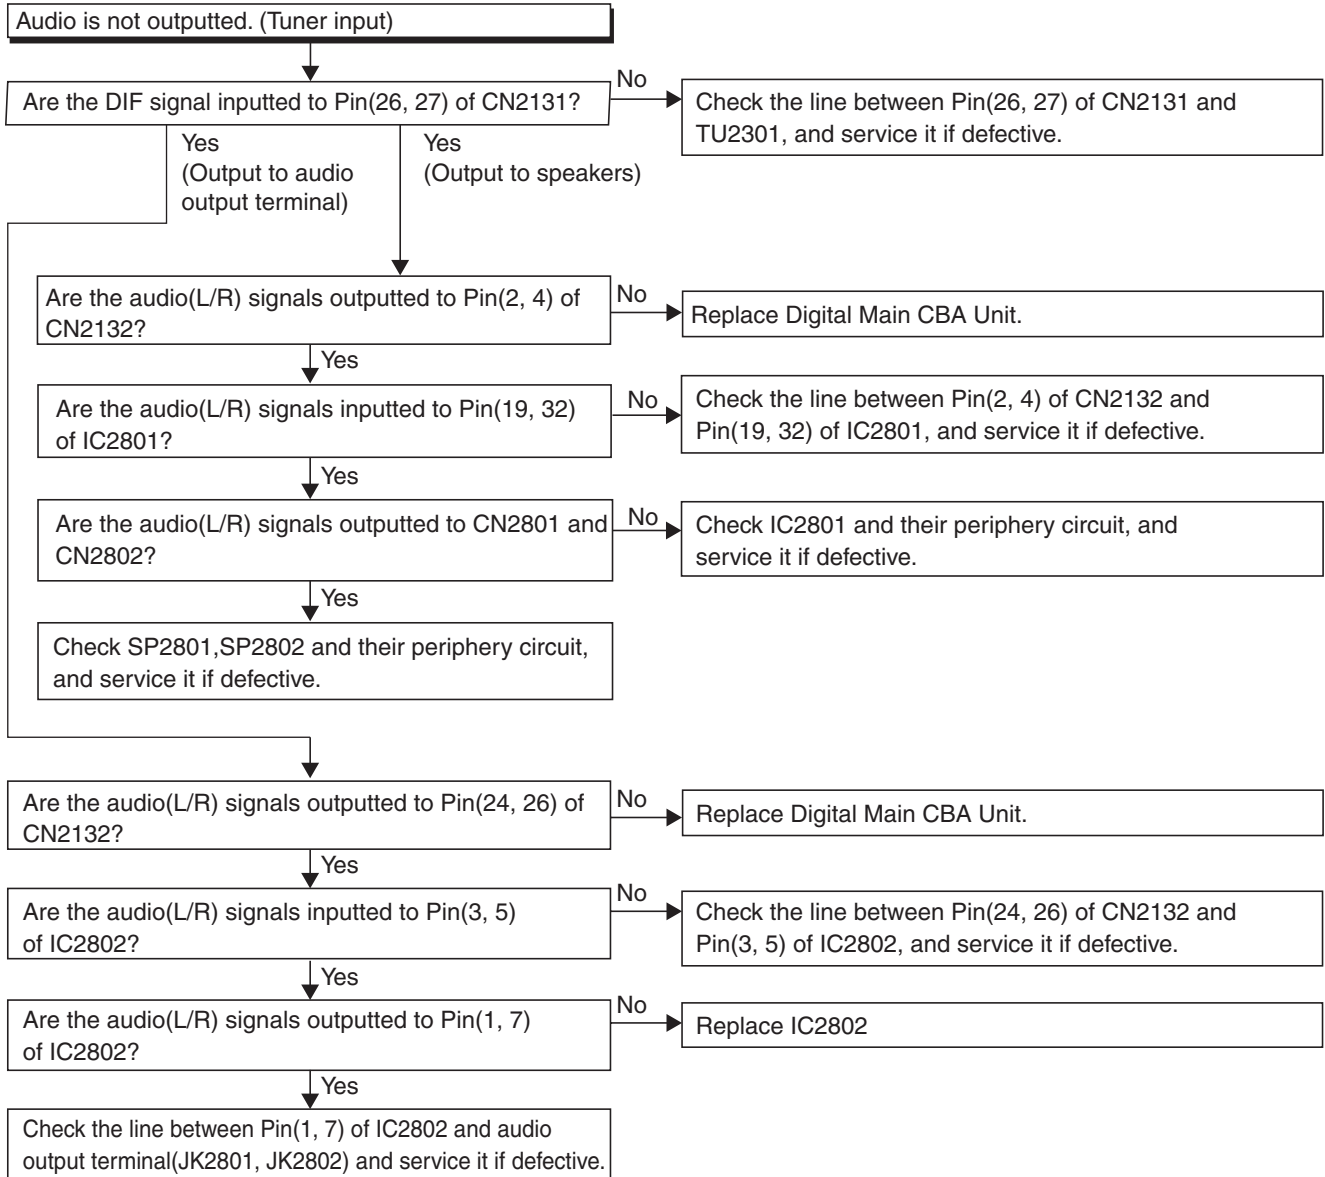 Audio is not outputted. (Tuner input)
Are the DIF signal inputted to Pin(26, 27) of CN2131?
No
Check the line between Pin(26, 27) of CN2131 and
TU2301, and service it if defective.
Yes
(Output to audio
output terminal)
Yes
(Output to speakers)
Are the audio(L/R) signals outputted to Pin(2, 4) of
CN2132?
No
Replace Digital Main CBA Unit.
Yes
Are the audio(L/R) signals inputted to Pin(19, 32)
of IC2801?
No
Check the line between Pin(2, 4) of CN2132 and
Pin(19, 32) of IC2801, and service it if defective.
Yes
Are the audio(L/R) signals outputted to CN2801 and
CN2802?
No
Check IC2801 and their periphery circuit, and
service it if defective.
Yes
Check SP2801,SP2802 and their periphery circuit,
and service it if defective.
Are the audio(L/R) signals outputted to Pin(24, 26) of
CN2132?
No
Replace Digital Main CBA Unit.
Yes
Are the audio(L/R) signals inputted to Pin(3, 5)
of IC2802?
No
Check the line between Pin(24, 26) of CN2132 and
Pin(3, 5) of IC2802, and service it if defective.
Yes
Are the audio(L/R) signals outputted to Pin(1, 7)
of IC2802?
No
Replace IC2802
Yes
Check the line between Pin(1, 7) of IC2802 and audio
output terminal(JK2801, JK2802) and service it if defective.